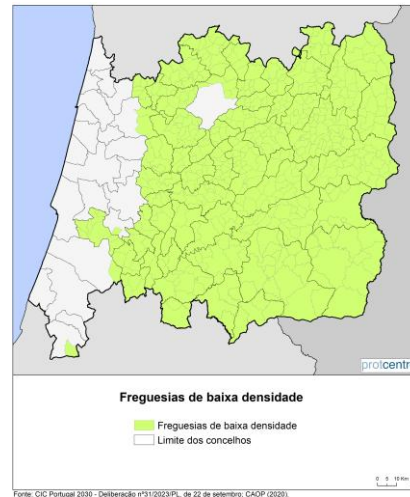 protcentr
Freguesias de baixa densidade
Freguesias de baixa densidade
Limite dos concelhos
0 5 10 Km
Fonte: CIC Portugal 2030 - Deliberação nº31/2023/PL, de 22 de setembro; CAOP (2020).